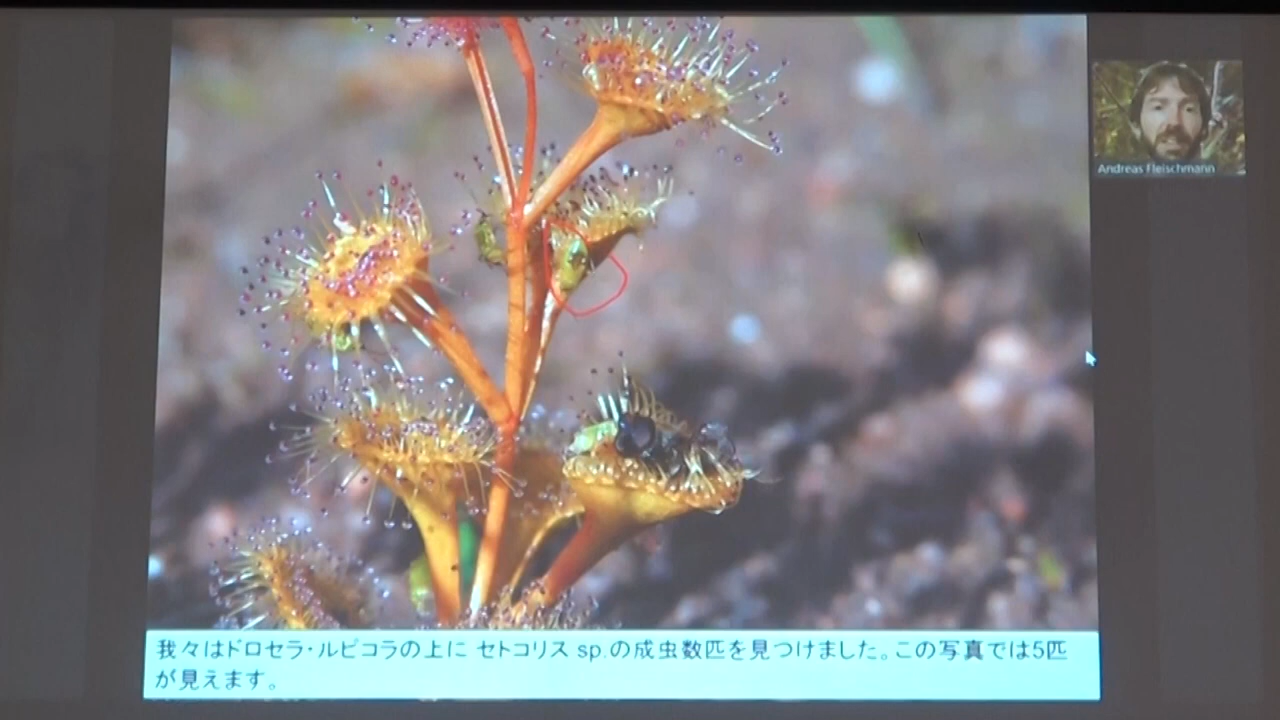 Andreas Fleischmann
我々はドロセラ・ルピコラの上に セトコリス sp.の成虫数匹を見つけました。この写真では5匹
が見えます。